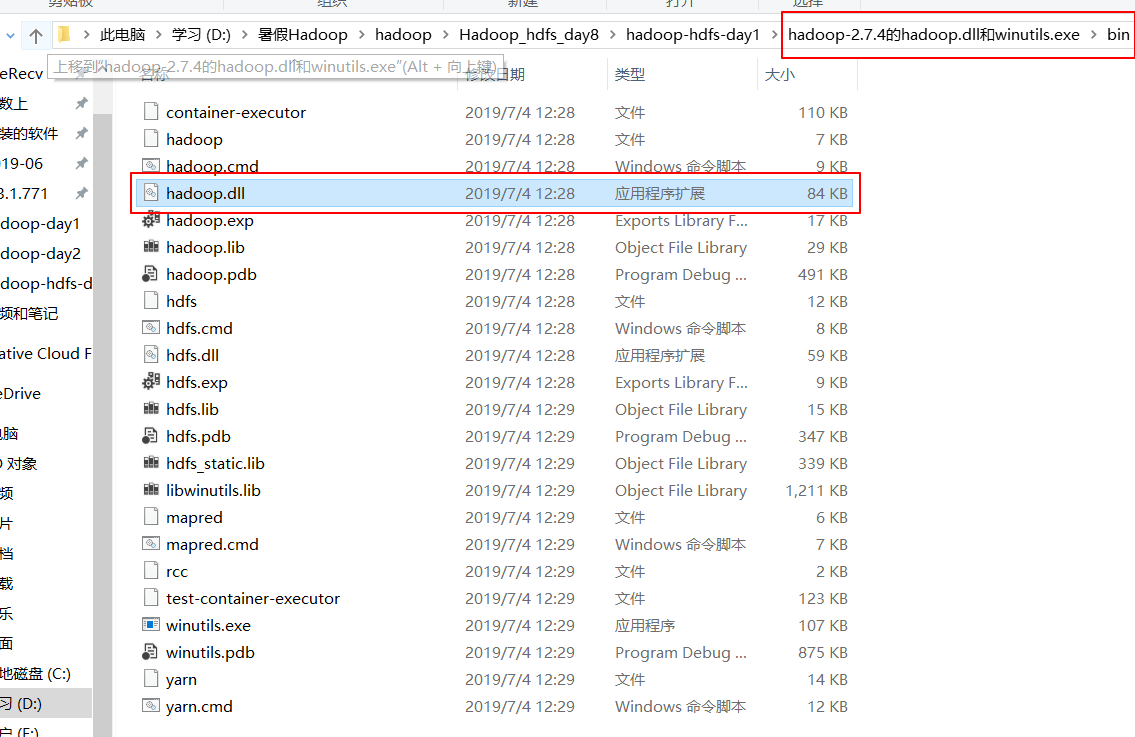 剪贴板 组织 新建 打开 选择
此电脑 > 学习 (D:) > 暑假Hadoop > hadoop > Hadoop_hdfs_day8 > hadoop-hdfs-day1 > hadoop-2.7.4的hadoop.dll和winutils.exe > bin
上移到“hadoop-2.7.4的hadoop.dll和winutils.exe”(Alt + 向上键)
名称 修改日期 类型 大小
container-executor 2019/7/4 12:28 文件 110 KB
hadoop 2019/7/4 12:28 文件 7 KB
hadoop.cmd 2019/7/4 12:28 Windows 命令脚本 9 KB
hadoop.dll 2019/7/4 12:28 应用程序扩展 84 KB
hadoop.exp 2019/7/4 12:28 Exports Library F... 17 KB
hadoop.lib 2019/7/4 12:28 Object File Library 29 KB
hadoop.pdb 2019/7/4 12:28 Program Debug ... 491 KB
hdfs 2019/7/4 12:28 文件 12 KB
hdfs.cmd 2019/7/4 12:28 Windows 命令脚本 8 KB
hdfs.dll 2019/7/4 12:28 应用程序扩展 59 KB
hdfs.exp 2019/7/4 12:28 Exports Library F... 9 KB
hdfs.lib 2019/7/4 12:29 Object File Library 15 KB
hdfs.pdb 2019/7/4 12:29 Program Debug ... 347 KB
hdfs_static.lib 2019/7/4 12:29 Object File Library 339 KB
libwinutils.lib 2019/7/4 12:29 Object File Library 1,211 KB
mapred 2019/7/4 12:29 文件 6 KB
mapred.cmd 2019/7/4 12:29 Windows 命令脚本 7 KB
rcc 2019/7/4 12:29 文件 2 KB
test-container-executor 2019/7/4 12:29 文件 123 KB
winutils.exe 2019/7/4 12:29 应用程序 107 KB
winutils.pdb 2019/7/4 12:29 Program Debug ... 875 KB
yarn 2019/7/4 12:29 文件 14 KB
yarn.cmd 2019/7/4 12:29 Windows 命令脚本 12 KB
eRecv
数上
装的软件
19-06
3.1.771
doop-day1
doop-day2
doop-hdfs-d
频和笔记
ative Cloud F
eDrive
电脑
D 对象
频
片
档
载
乐
面
地磁盘 (C:)
习 (D:)
户 (E:)